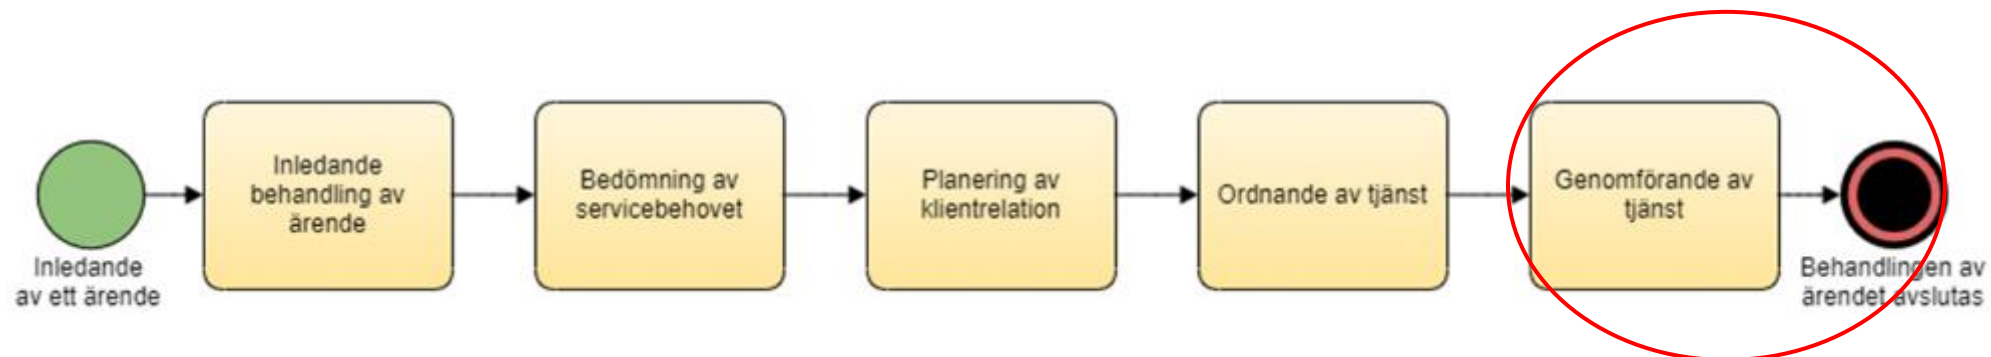 Inledande
av ett ärende
Inledande
behandling av
ärende
Bedömning av
servicebehovet
Planering av
klientrelation
Ordnande av tjänst
Genomförande av
tjänst
Behandlingen av
ärendet avslutas